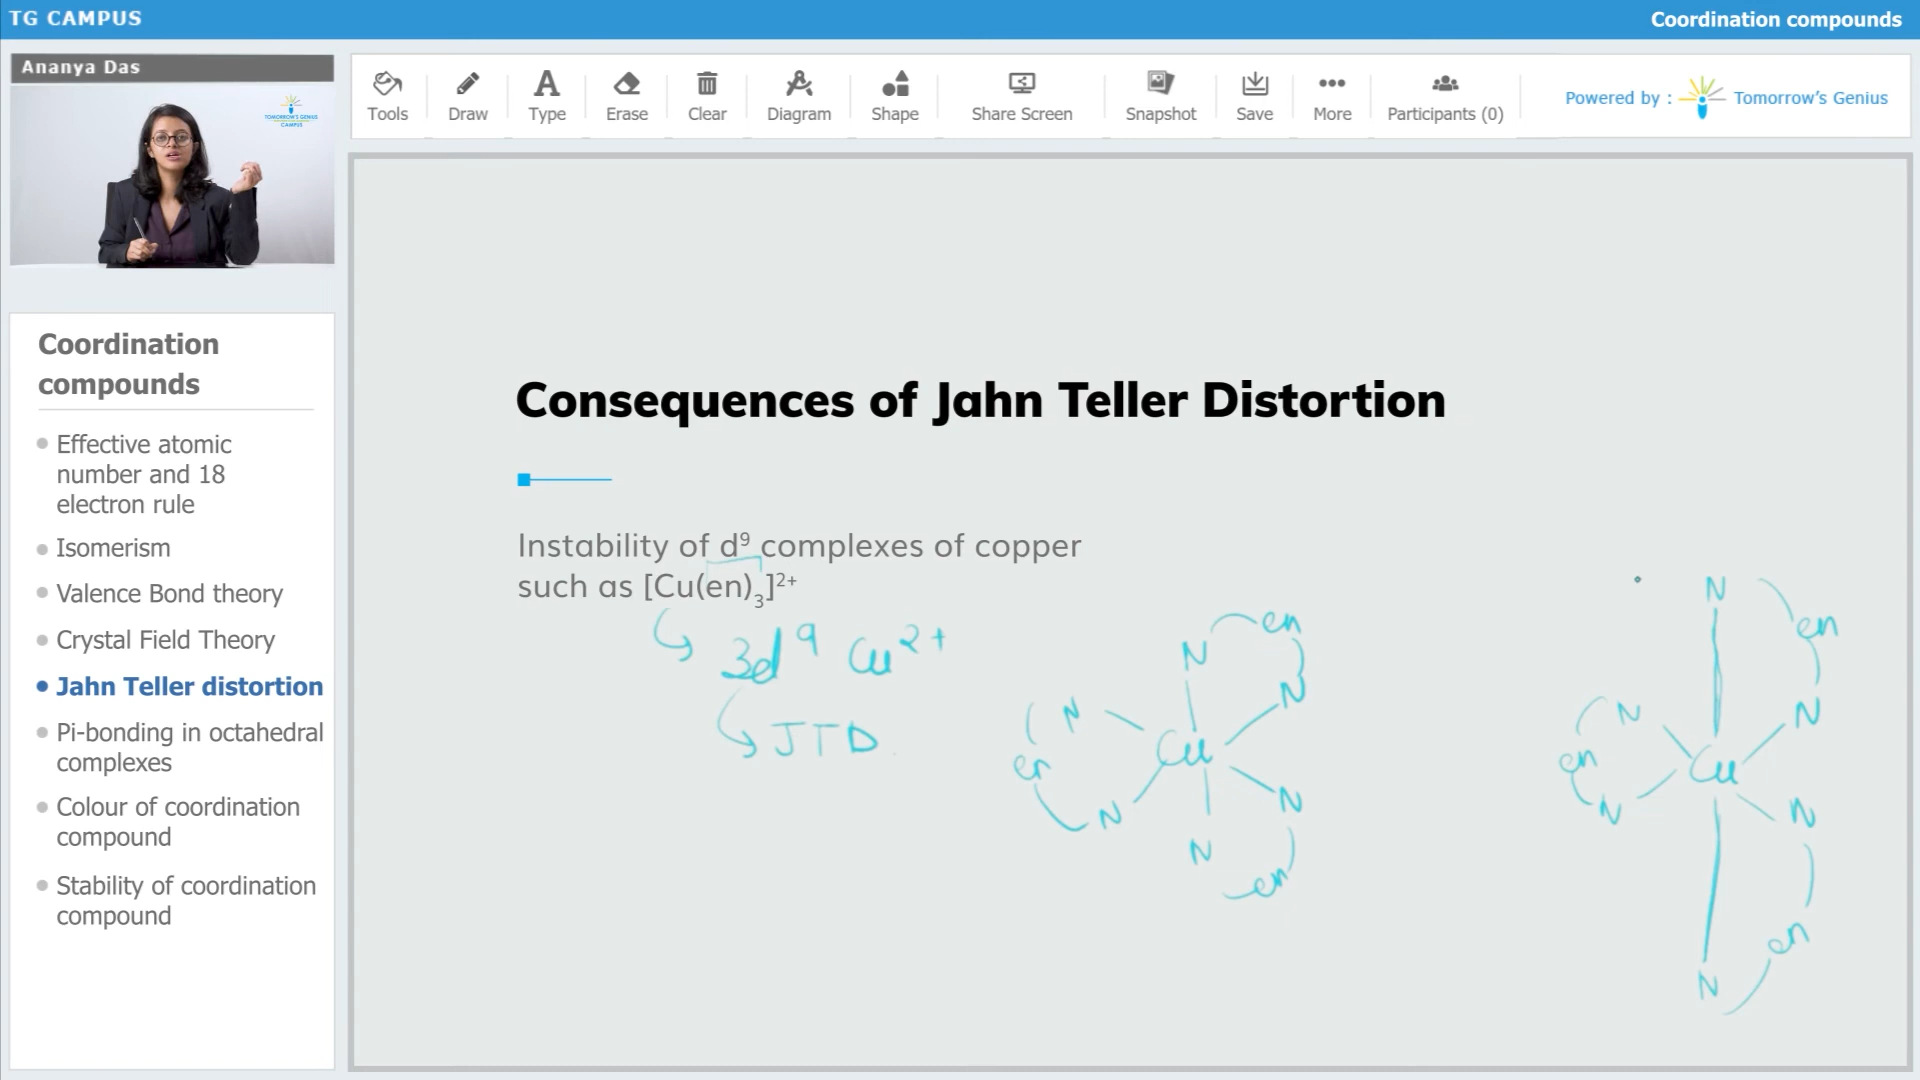 TG CAMPUS
Coordination compounds
Ananya Das
TOMORROW'S GENIUS
CAMPUS
Tools
Draw
Type
Erase
Clear
Diagram
Shape
Share Screen
Snapshot
Save
More
Participants (0)
Powered by : Tomorrow's Genius
Coordination
compounds
Effective atomic
number and 18
electron rule
Isomerism
Valence Bond theory
Crystal Field Theory
Jahn Teller distortion
Pi-bonding in octahedral
complexes
Colour of coordination
compound
Stability of coordination
compound
Consequences of Jahn Teller Distortion
Instability of d⁹ complexes of copper
such as [Cu(en)₃]²⁺
3d⁹ Cu²⁺
JTD
N en
N
N
Cu
en
N
N
N
en
N
en
N
N
Cu
en
N
N
en
N